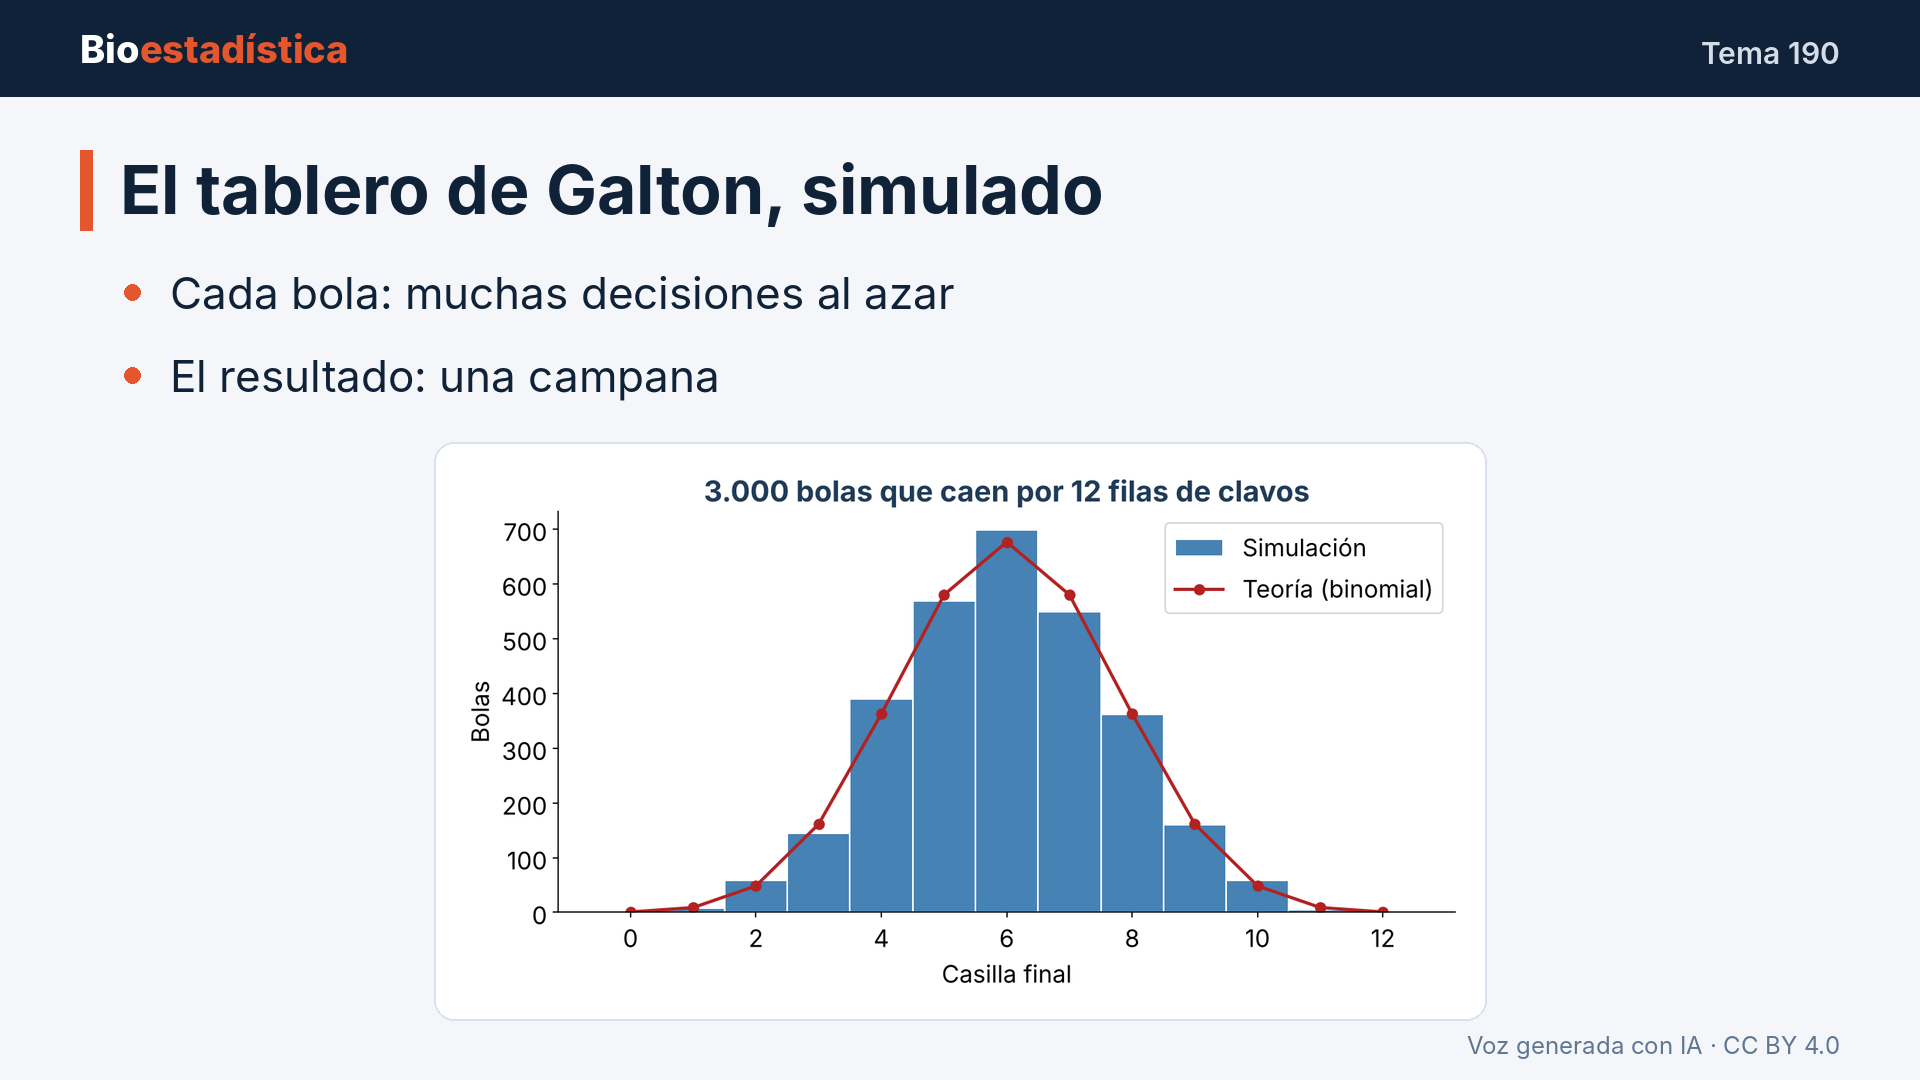 Bioestadística
Tema 190
El tablero de Galton, simulado
Cada bola: muchas decisiones al azar
El resultado: una campana
3.000 bolas que caen por 12 filas de clavos
Simulación
Teoría (binomial)
Bolas
700
600
500
400
300
200
100
0
0 2 4 6 8 10 12
Casilla final
Voz generada con IA · CC BY 4.0